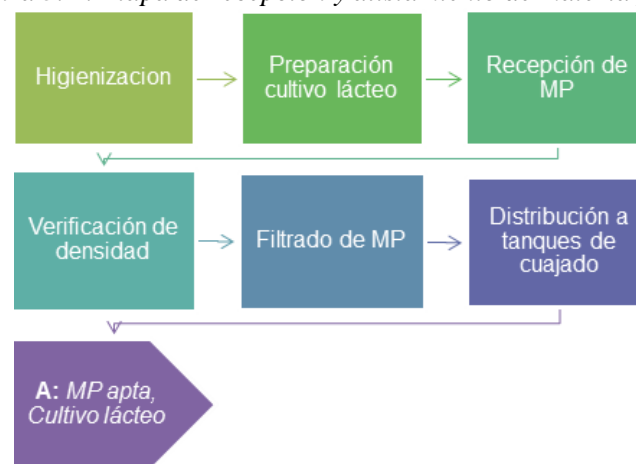 Higienizacion
Preparación
cultivo lácteo
Recepción de
MP
Verificación de
densidad
Filtrado de MP
Distribución a
tanques de
cuajado
A: MP apta,
Cultivo lácteo